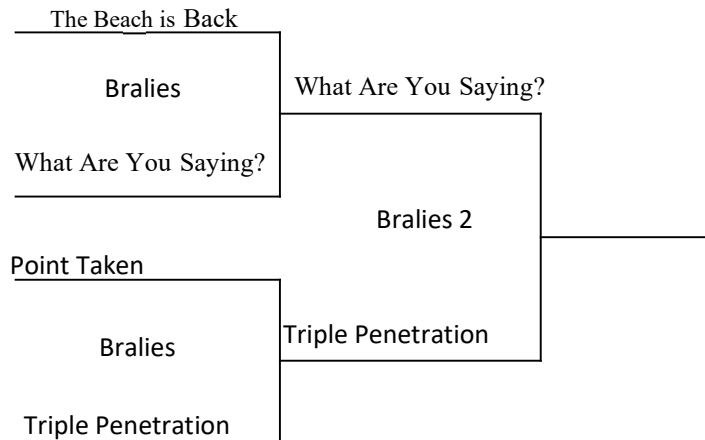 The Beach is Back
Bralies
What Are You Saying?
What Are You Saying?
Bralies 2
Point Taken
Bralies
Triple Penetration
Triple Penetration